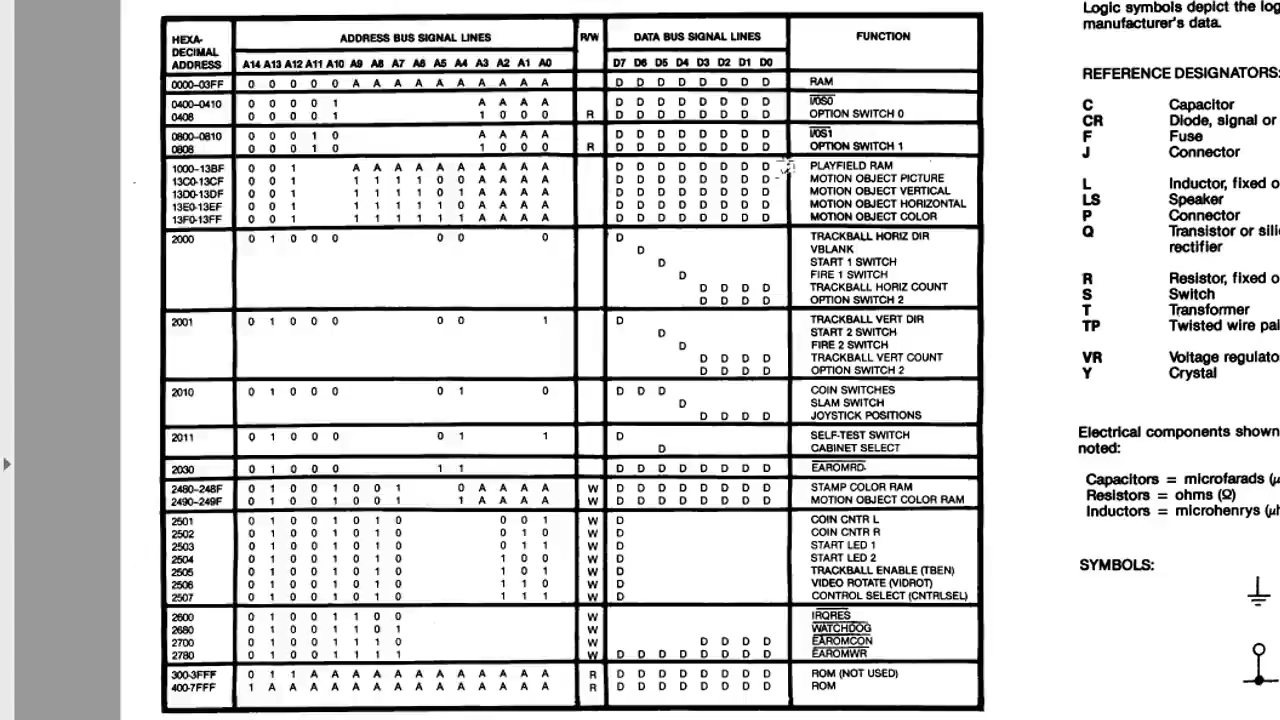 HEXA-
DECIMAL
ADDRESS
ADDRESS BUS SIGNAL LINES
R/W
DATA BUS SIGNAL LINES
FUNCTION
A14 A13 A12 A11 A10 A9 A8 A7 A6 A5 A4 A3 A2 A1 A0
D7 D6 D5 D4 D3 D2 D1 D0
0000-03FF 0 0 0 0 0 A A A A A A A A A A D D D D D D D D RAM
0400-0410 0 0 0 0 1 A A A A D D D D D D D D I/OS0
0408 0 0 0 0 1 1 0 0 0 R D D D D D D D D OPTION SWITCH 0
0800-0810 0 0 0 1 0 A A A A D D D D D D D D I/OS1
0808 0 0 0 1 0 1 0 0 0 R D D D D D D D D OPTION SWITCH 1
1000-13BF 0 0 1 A A A A A A A A A A D D D D D D D D PLAYFIELD RAM
13C0-13CF 0 0 1 1 1 1 1 0 0 A A A A D D D D D D D D MOTION OBJECT PICTURE
13D0-13DF 0 0 1 1 1 1 1 0 1 A A A A D D D D D D D D MOTION OBJECT VERTICAL
13E0-13EF 0 0 1 1 1 1 1 1 0 A A A A D D D D D D D D MOTION OBJECT HORIZONTAL
13F0-13FF 0 0 1 1 1 1 1 1 1 A A A A D D D D D D D D MOTION OBJECT COLOR
2000 0 1 0 0 0 0 0 0 D TRACKBALL HORIZ DIR
D VBLANK
D START 1 SWITCH
D FIRE 1 SWITCH
D D D D TRACKBALL HORIZ COUNT
D D D D OPTION SWITCH 2
2001 0 1 0 0 0 0 0 1 D TRACKBALL VERT DIR
D START 2 SWITCH
D FIRE 2 SWITCH
D D D D TRACKBALL VERT COUNT
D D D D OPTION SWITCH 2
2010 0 1 0 0 0 0 1 0 D D D COIN SWITCHES
D SLAM SWITCH
D D D D JOYSTICK POSITIONS
2011 0 1 0 0 0 0 1 1 D SELF-TEST SWITCH
D CABINET SELECT
2030 0 1 0 0 0 1 1 D D D D D D D D EAROMRD
2480-248F 0 1 0 0 1 0 0 1 0 A A A A W D D D D D D D D STAMP COLOR RAM
2490-249F 0 1 0 0 1 0 0 1 1 A A A A W D D D D D D D D MOTION OBJECT COLOR RAM
2501 0 1 0 0 1 0 1 0 0 0 1 W D COIN CNTR L
2502 0 1 0 0 1 0 1 0 0 1 0 W D COIN CNTR R
2503 0 1 0 0 1 0 1 0 0 1 1 W D START LED 1
2504 0 1 0 0 1 0 1 0 1 0 0 W D START LED 2
2505 0 1 0 0 1 0 1 0 1 0 1 W D TRACKBALL ENABLE (TBEN)
2506 0 1 0 0 1 0 1 0 1 1 0 W D VIDEO ROTATE (VIDROT)
2507 0 1 0 0 1 0 1 0 1 1 1 W D CONTROL SELECT (CNTRLSEL)
2600 0 1 0 0 1 1 0 0 W IRQRES
2680 0 1 0 0 1 1 0 1 W WATCHDOG
2700 0 1 0 0 1 1 1 0 W D D D D EAROMCON
2780 0 1 0 0 1 1 1 1 W D D D D D D D D EAROMWR
300-3FFF 0 1 1 A A A A A A A A A A A A R D D D D D D D D ROM (NOT USED)
400-7FFF 1 A A A A A A A A A A A A A A R D D D D D D D D ROM
Logic symbols depict the log
manufacturer's data.
REFERENCE DESIGNATORS:
C Capacitor
CR Diode, signal or
F Fuse
J Connector
L Inductor, fixed o
LS Speaker
P Connector
Q Transistor or sili
rectifier
R Resistor, fixed o
S Switch
T Transformer
TP Twisted wire pai
VR Voltage regulato
Y Crystal
Electrical components shown
noted:
Capacitors = microfarads (μ
Resistors = ohms (Ω)
Inductors = microhenrys (μh
SYMBOLS: